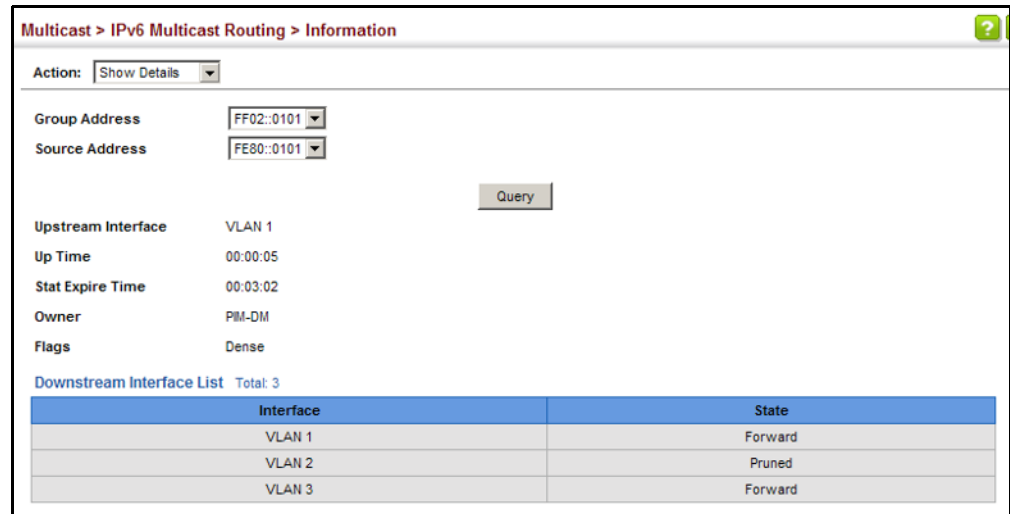 Multicast > IPv6 Multicast Routing > Information
?
Action: Show Details
Group Address FF02::0101
Source Address FE80::0101
Query
Upstream Interface VLAN 1
Up Time 00:00:05
Stat Expire Time 00:03:02
Owner PIM-DM
Flags Dense
Downstream Interface List Total: 3
Interface State
VLAN 1 Forward
VLAN 2 Pruned
VLAN 3 Forward